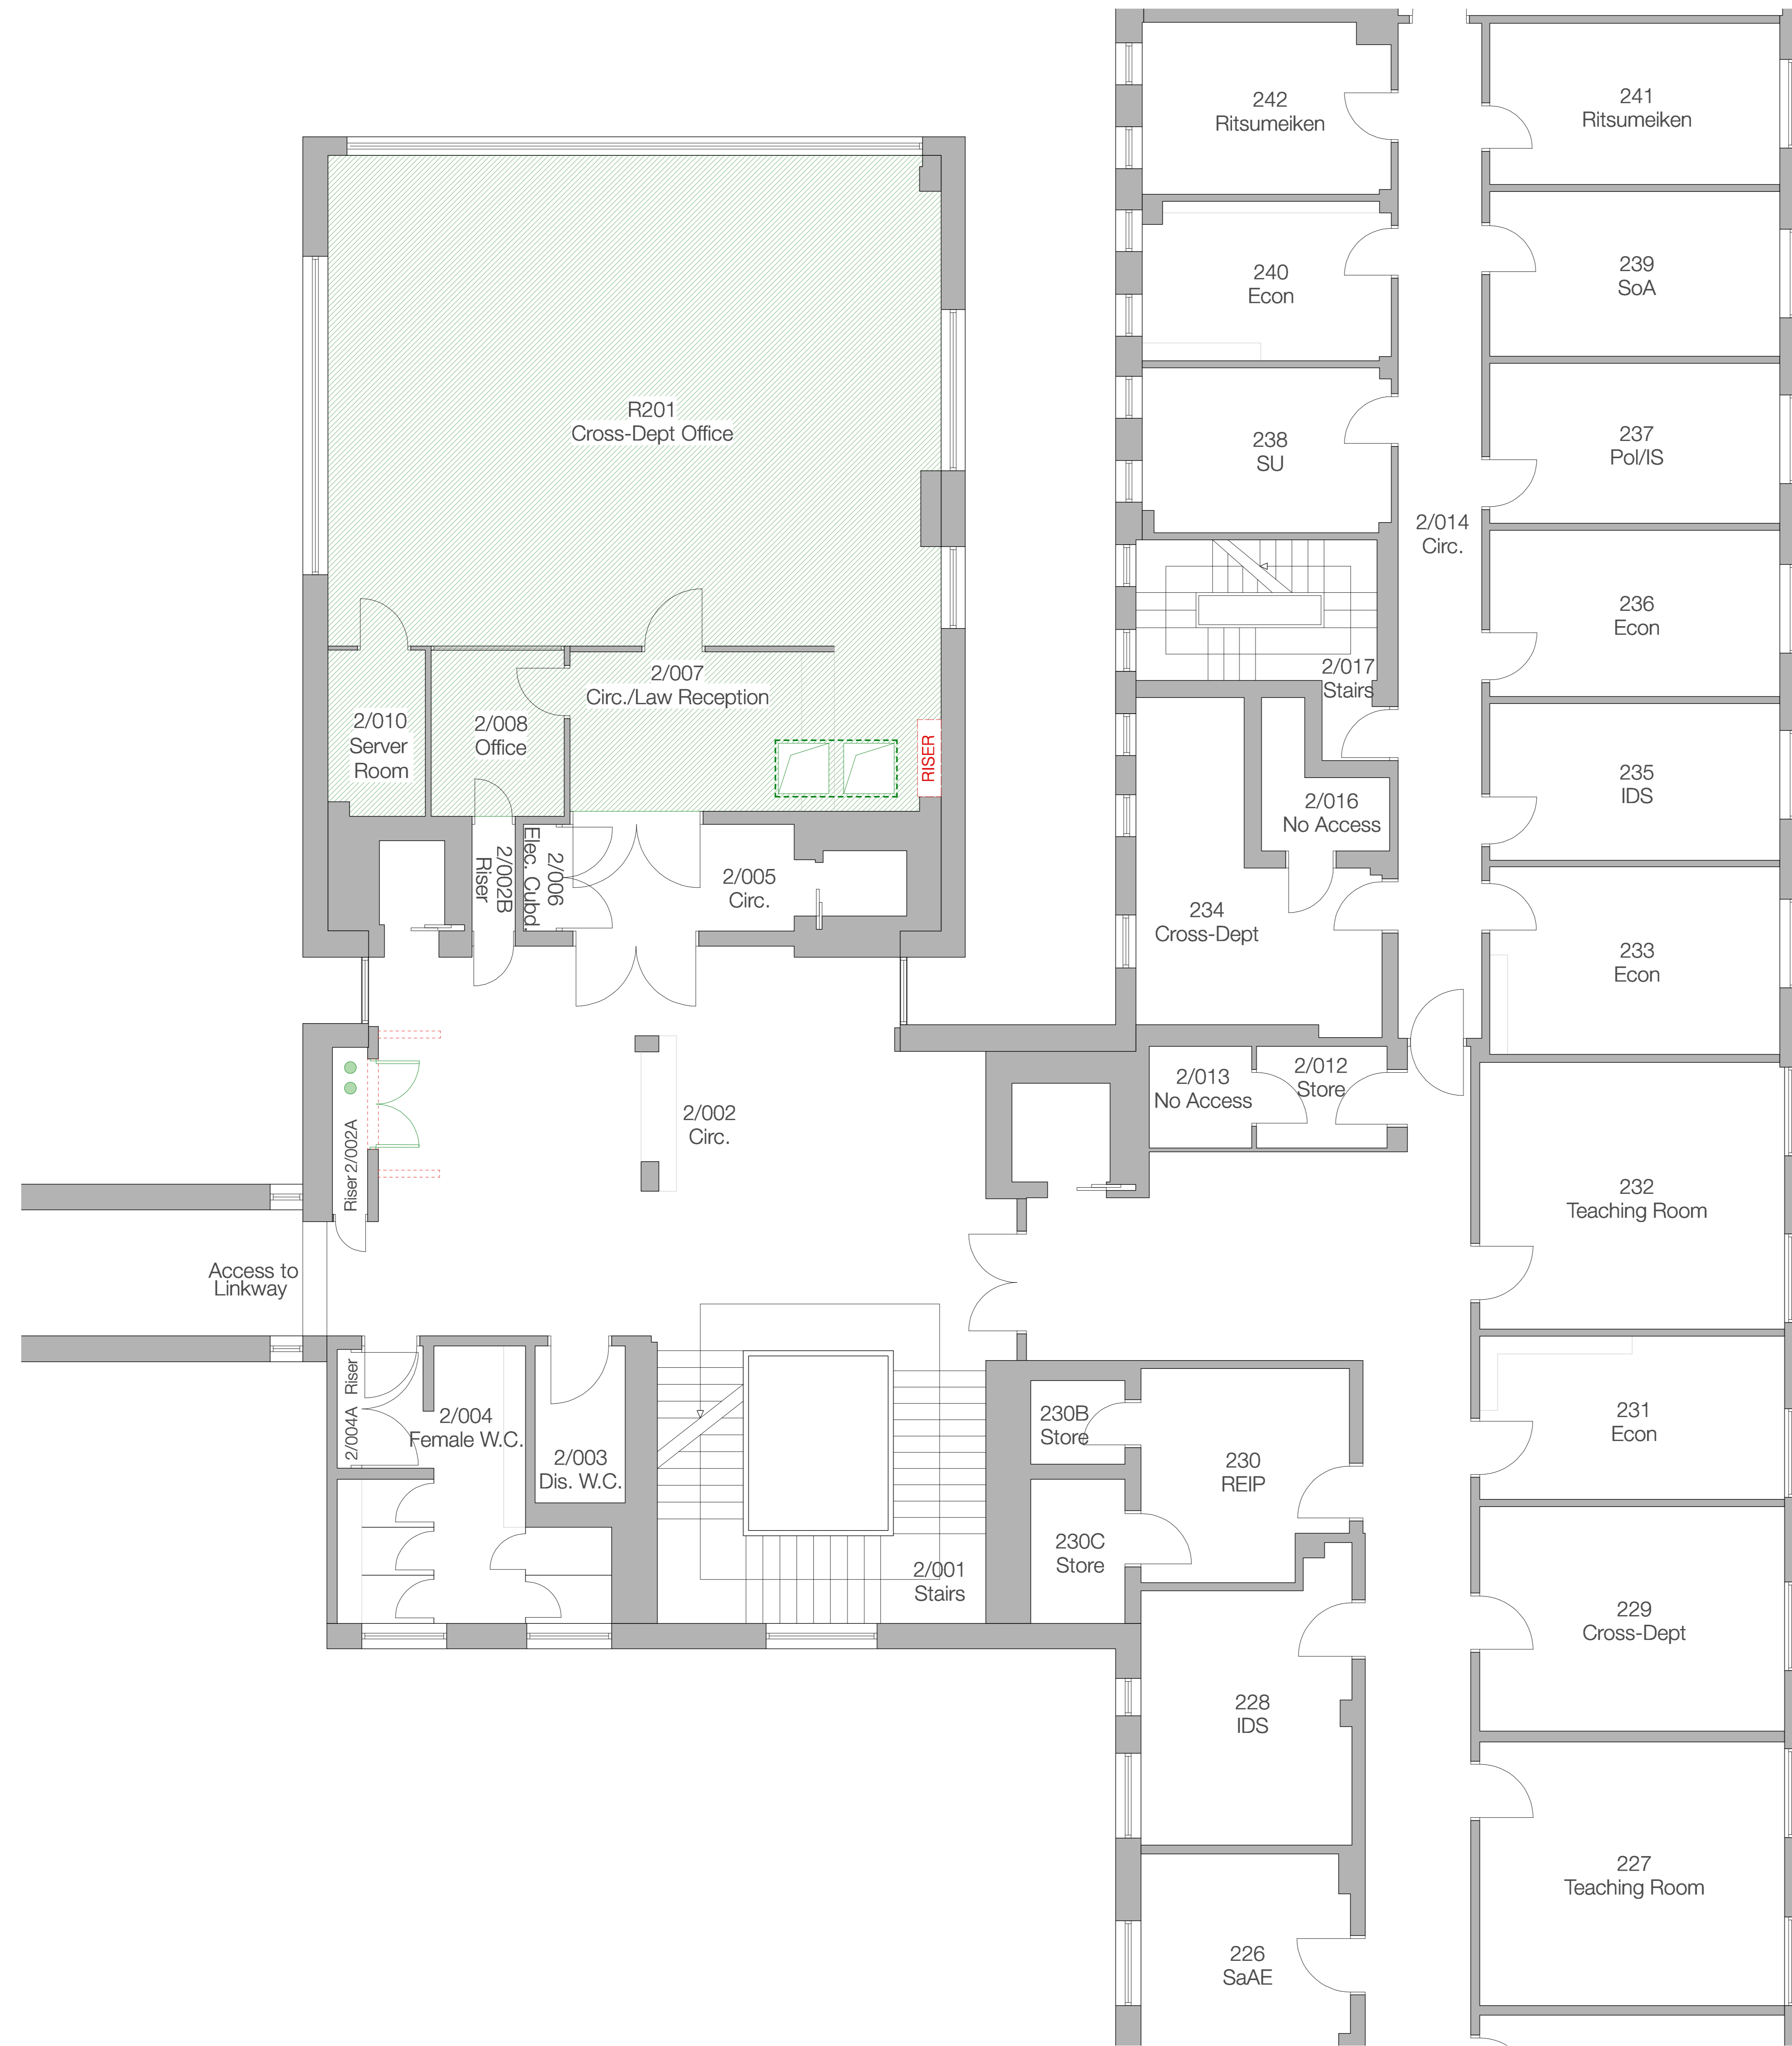 242
Ritsumeiken
241
Ritsumeiken
240
Econ
239
SoA
R201
Cross-Dept Office
238
SU
237
Pol/IS
2/014
Circ.
236
Econ
2/017
Stairs
2/007
Circ./Law Reception
2/010
Server
Room
2/008
Office
RISER
235
IDS
2/016
No Access
2/002B
Riser
2/006
Elec. Cubd.
2/005
Circ.
234
Cross-Dept
233
Econ
2/013
No Access
2/012
Store
2/002
Circ.
Riser 2/002A
232
Teaching Room
Access to
Linkway
2/004A Riser
2/004
Female W.C.
2/003
Dis. W.C.
230B
Store
230
REIP
231
Econ
230C
Store
2/001
Stairs
229
Cross-Dept
228
IDS
227
Teaching Room
226
SaAE